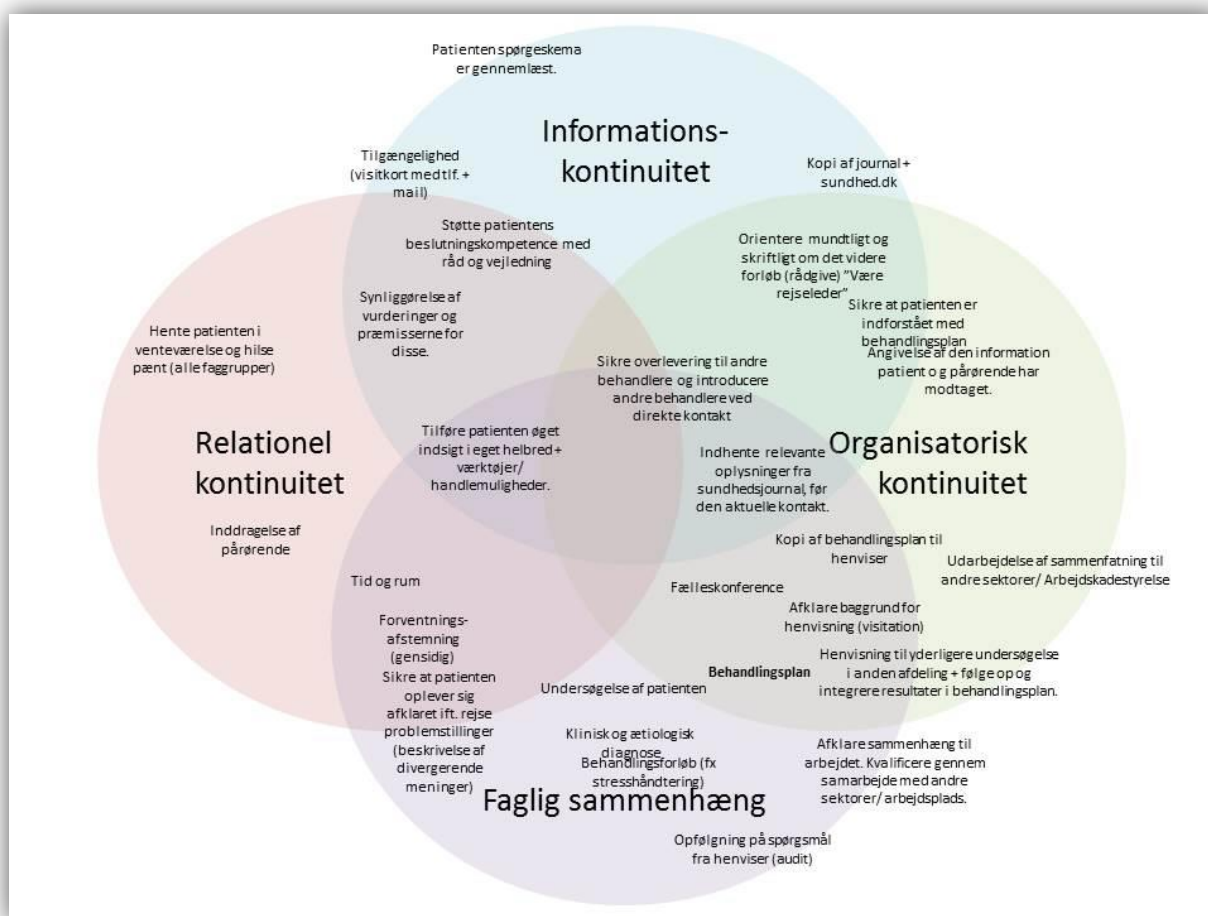 Patienten spørgeskema
er gennemlæst.
Informations-
kontinuitet
Tilgængelighed
(visitkort med tlf. +
mail)
Kopi af journal +
sundhed.dk
Støtte patientens
beslutningskompetence med
råd og vejledning
Orientere mundtligt og
skriftligt om det videre
forløb (rådgive) "Være
rejseleder"
Synliggørelse af
vurderinger og
præmisserne for
disse.
Sikre at patienten er
indforstået med
behandlingsplan
Hente patienten i
venteværelse og hilse
pænt (alle faggrupper)
Angivelse af den information
patient o g pårørende har
modtaget.
Sikre overlevering til andre
behandlere og introducere
andre behandlere ved
direkte kontakt
Relationel
kontinuitet
Tilføre patienten øget
indsigt i eget helbred +
værktøjer/
handlemuligheder.
Organisatorisk
kontinuitet
Indhente relevante
oplysninger fra
sundhedsjournal, før
den aktuelle kontakt.
Inddragelse af
pårørende
Kopi af behandlingsplan til
henviser
Udarbejdelse af sammenfatning til
andre sektorer/ Arbejdskadestyrelse
Tid og rum
Fælleskonference
Afklare baggrund for
henvisning (visitation)
Forventnings-
afstemning
(gensidig)
Behandlingsplan
Henvisning til yderligere undersøgelse
i anden afdeling + følge op og
integrere resultater i behandlingsplan.
Sikre at patienten
oplever sig
afklaret ift. rejse
problemstillinger
(beskrivelse af
divergerende
meninger)
Undersøgelse af patienten
Klinisk og ætiologisk
diagnose
Behandlingsforløb (fx
stresshåndtering)
Afklare sammenhæng til
arbejdet. Kvalificere gennem
samarbejde med andre
sektorer/ arbejdsplads.
Faglig sammenhæng
Opfølgning på spørgsmål
fra henviser (audit)